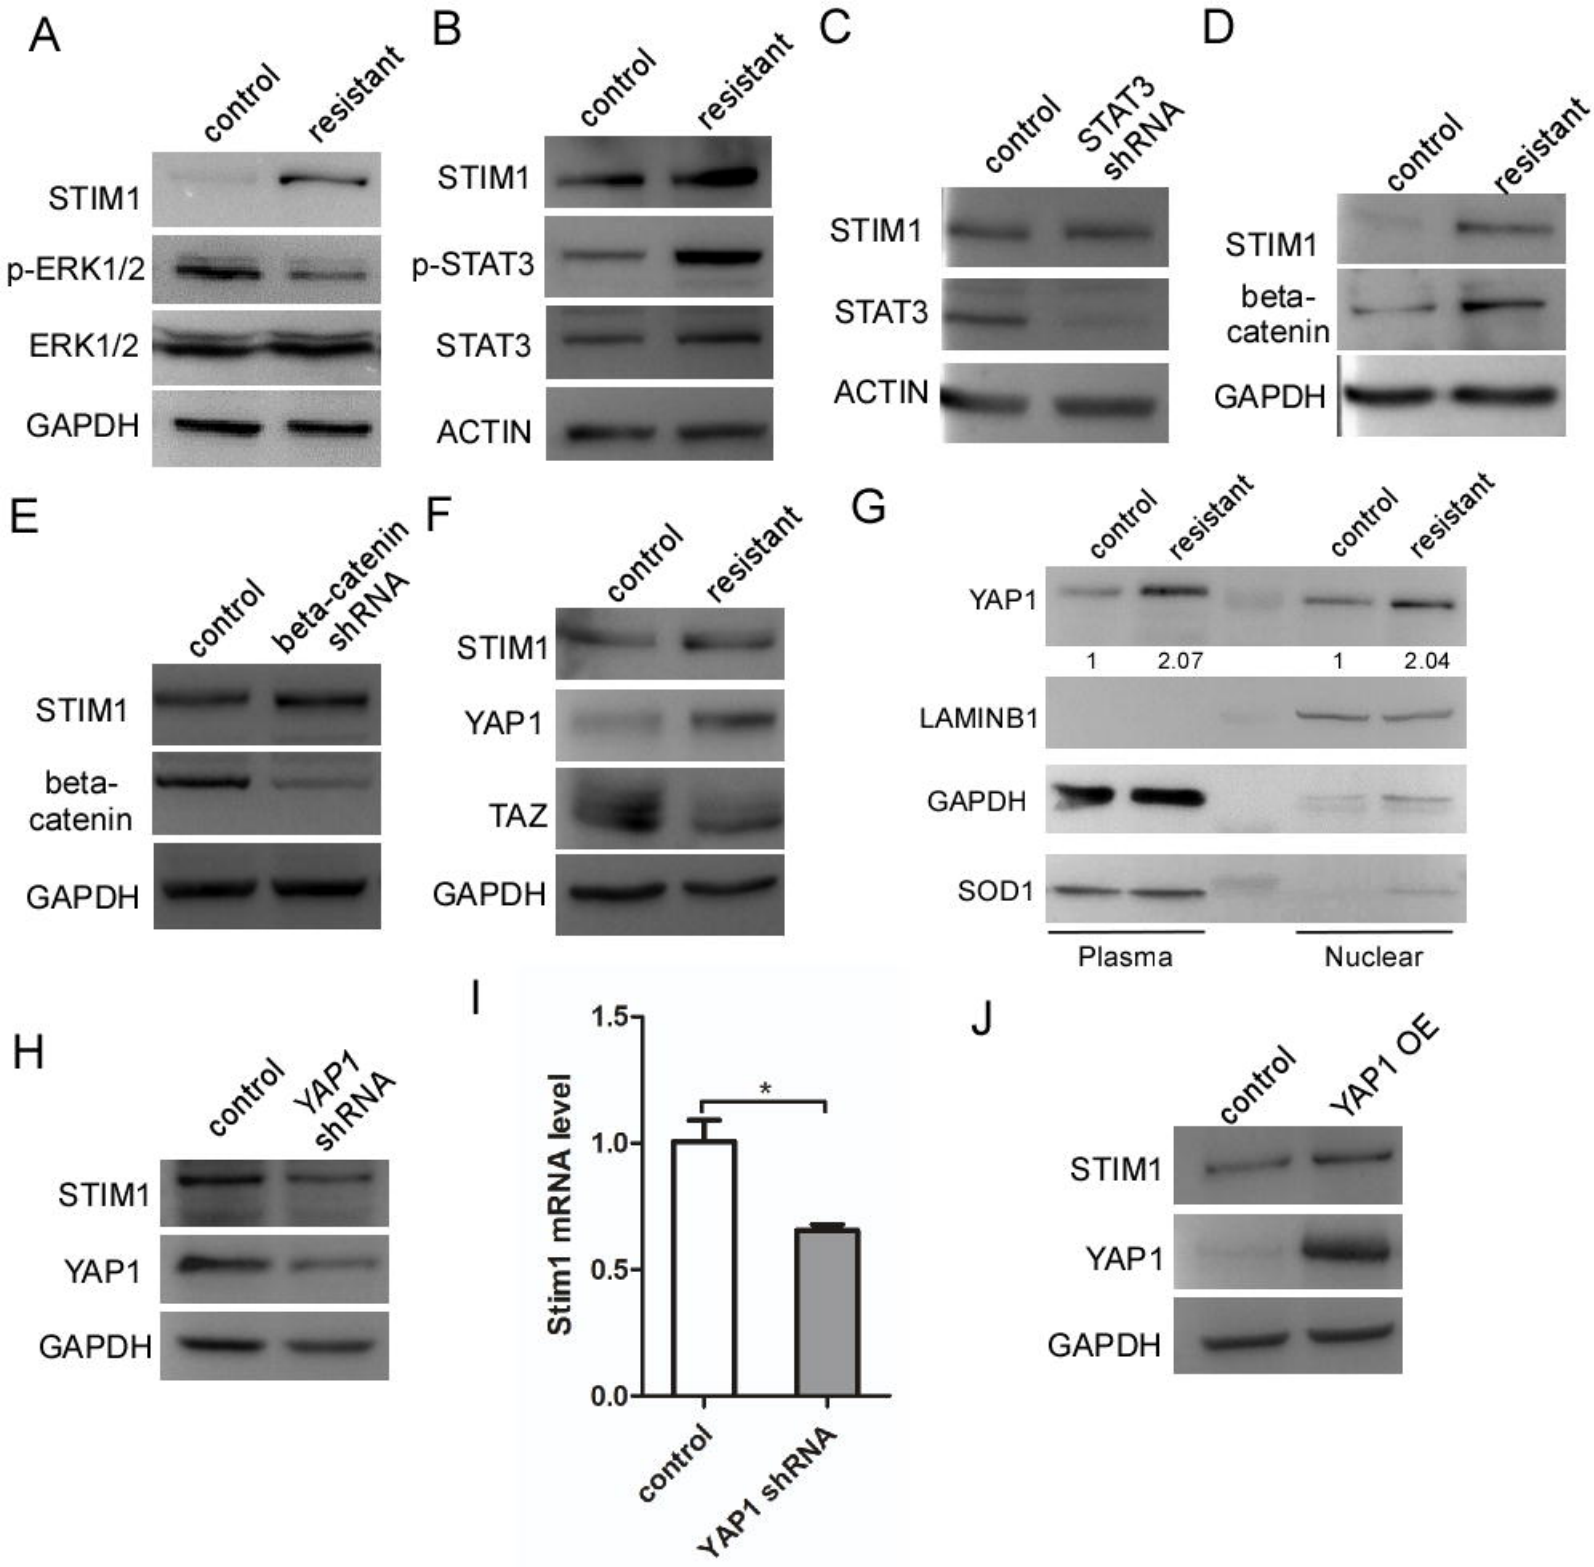 A
control
resistant
STIM1
p-ERK1/2
ERK1/2
GAPDH
B
control
resistant
STIM1
p-STAT3
STAT3
ACTIN
C
control
STAT3
shRNA
STIM1
STAT3
ACTIN
D
control
resistant
STIM1
beta-
catenin
GAPDH
E
control
beta-catenin
shRNA
STIM1
beta-
catenin
GAPDH
F
control
resistant
STIM1
YAP1
TAZ
GAPDH
G
control
resistant
control
resistant
YAP1
1 2.07 1 2.04
LAMINB1
GAPDH
SOD1
Plasma Nuclear
H
control
YAP1
shRNA
STIM1
YAP1
GAPDH
I
Stim1 mRNA level
1.5
1.0
0.5
0.0
*
control
YAP1 shRNA
J
control
YAP1 OE
STIM1
YAP1
GAPDH